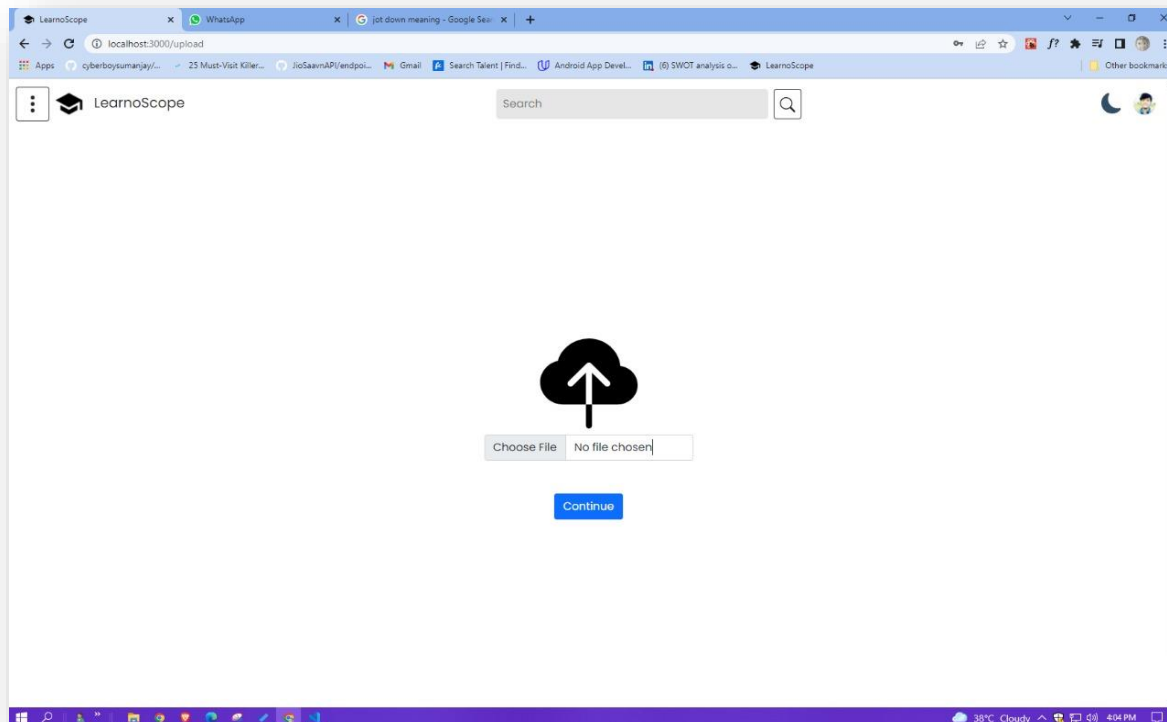 LearnoScope
WhatsApp
jot down meaning - Google Sear
localhost:3000/upload
f?
Apps
cyberboysumanjay/...
25 Must-Visit Killer...
JioSaavnAPI/endpoi...
Gmail
Search Talent | Find...
Android App Devel...
(6) SWOT analysis o...
LearnoScope
Other bookmark
LearnoScope
Search
Choose File No file chosen
Continue
38°C Cloudy 4:04 PM